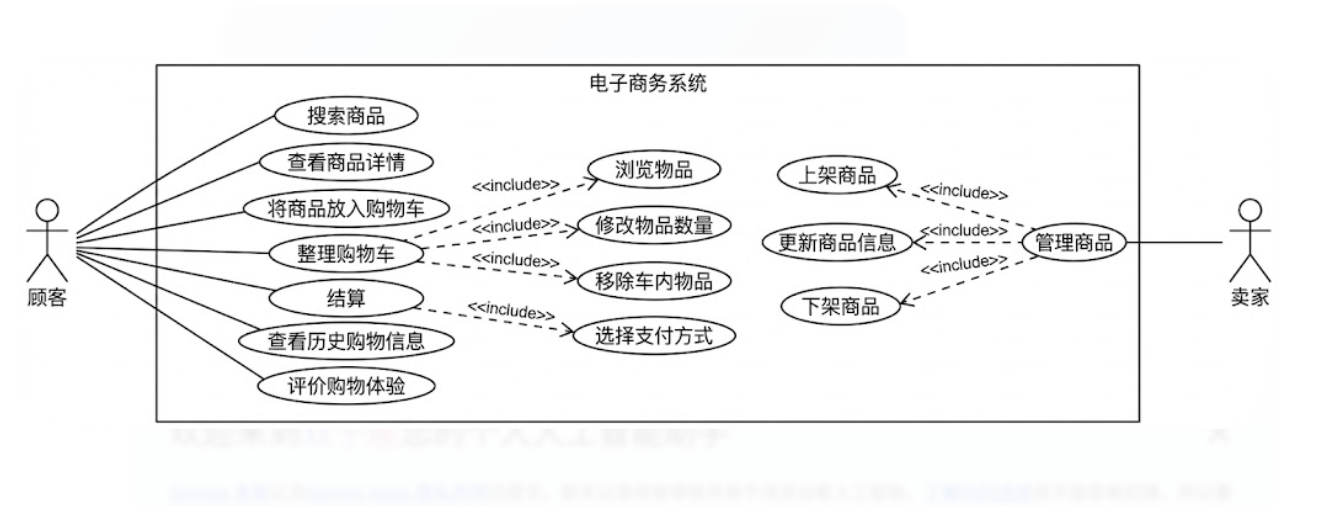 电子商务系统
搜索商品
查看商品详情
将商品放入购物车
整理购物车
结算
查看历史购物信息
评价购物体验
顾客
<<include>>
<<include>>
<<include>>
<<include>>
浏览物品
修改物品数量
移除车内物品
选择支付方式
上架商品
更新商品信息
下架商品
<<include>>
<<include>>
<<include>>
管理商品
卖家